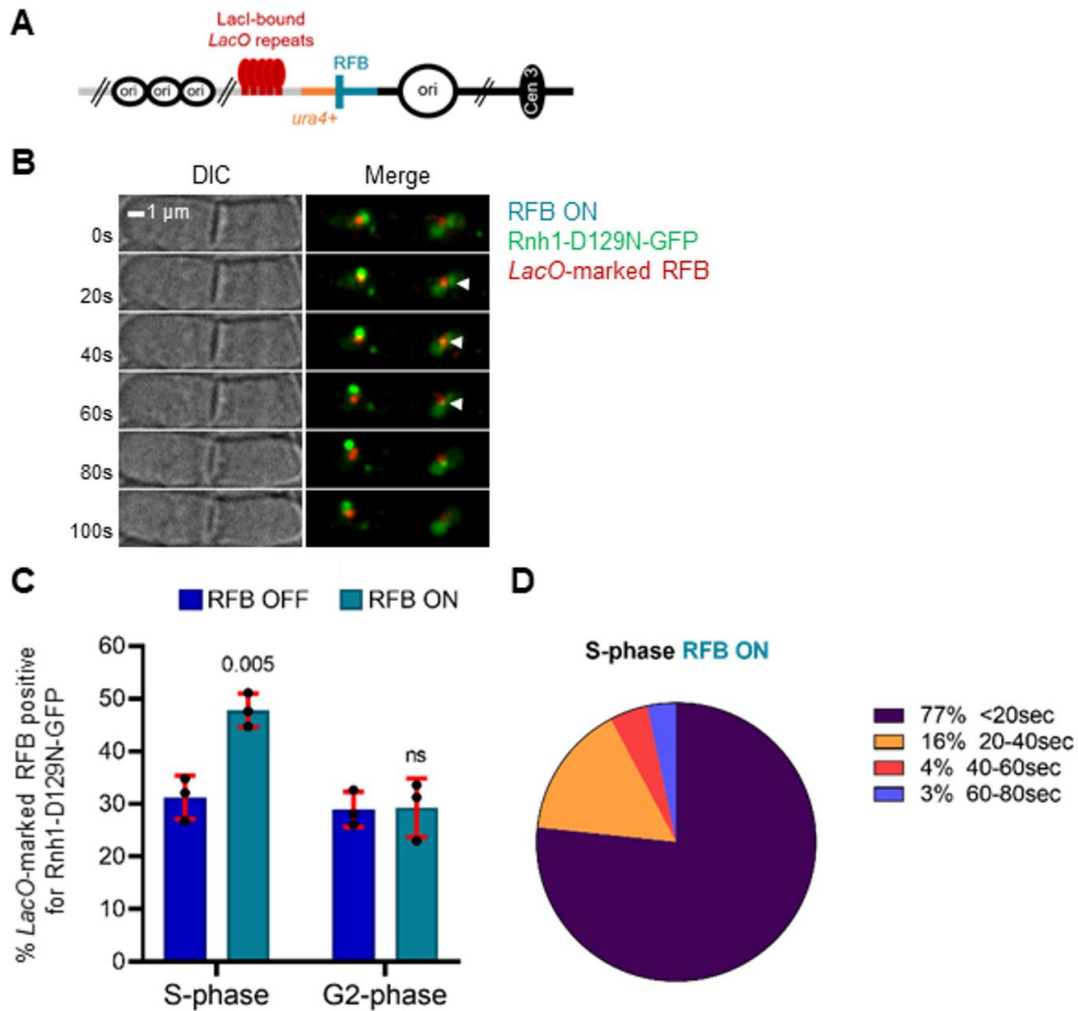 A
LacI-bound
LacO repeats
RFB
ori
ori
ori
ori
Cen 3
ura4+
B
DIC
Merge
1 µm
0s
20s
40s
60s
80s
100s
RFB ON
Rnh1-D129N-GFP
LacO-marked RFB
C
RFB OFF
RFB ON
% LacO-marked RFB positive
for Rnh1-D129N-GFP
60
50
40
30
20
10
0
0.005
ns
S-phase
G2-phase
D
S-phase RFB ON
77% <20sec
16% 20-40sec
4% 40-60sec
3% 60-80sec